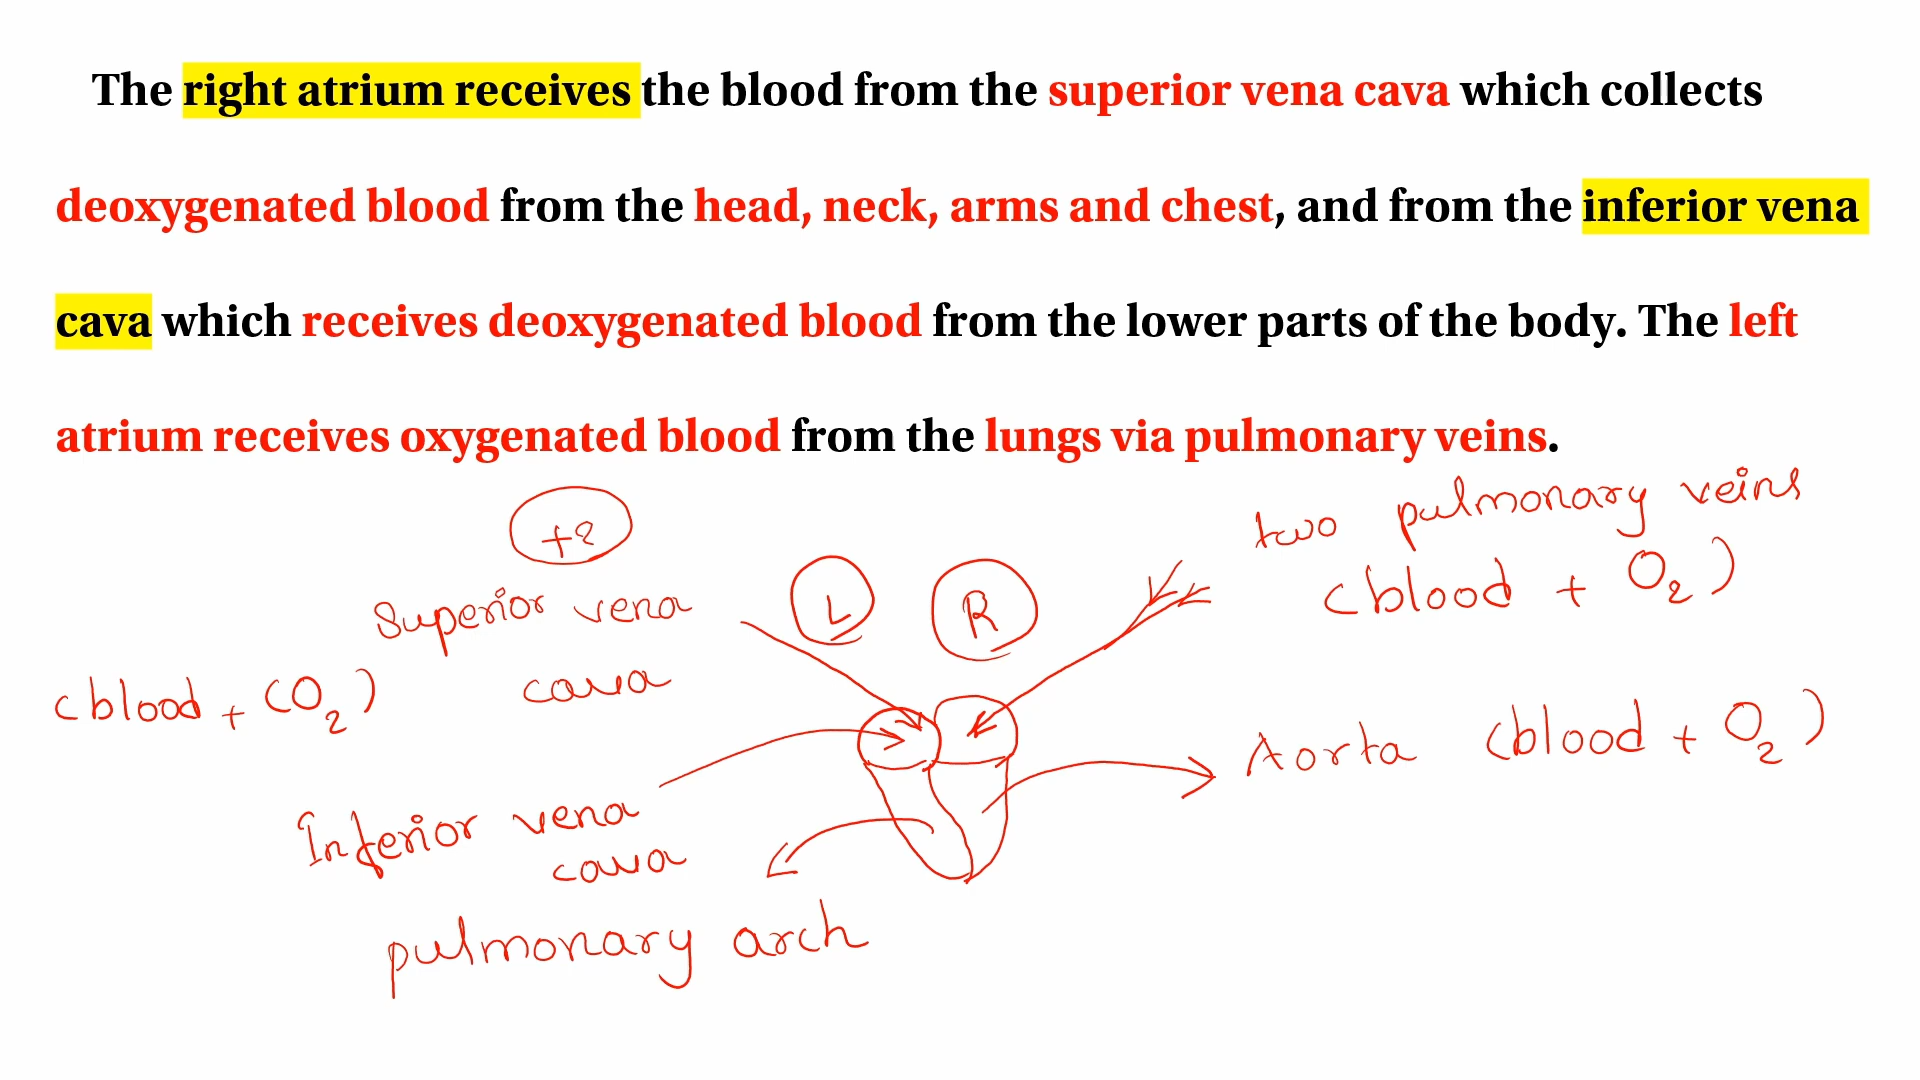 The right atrium receives the blood from the superior vena cava which collects
deoxygenated blood from the head, neck, arms and chest, and from the inferior vena
cava which receives deoxygenated blood from the lower parts of the body. The left
atrium receives oxygenated blood from the lungs via pulmonary veins.
two pulmonary veins
(blood + O2)
L
R
Superior vena
cava
(blood + CO2)
Aorta (blood + O2)
Inferior vena
cava
pulmonary arch